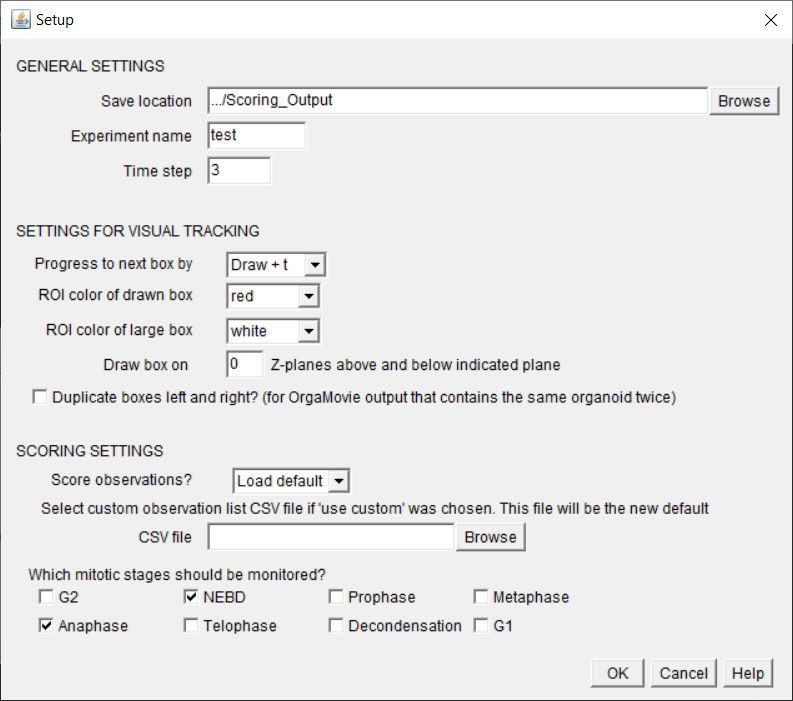 Setup
GENERAL SETTINGS
Save location .../Scoring_Output Browse
Experiment name test
Time step 3
SETTINGS FOR VISUAL TRACKING
Progress to next box by Draw + t
ROI color of drawn box red
ROI color of large box white
Draw box on 0 Z-planes above and below indicated plane
Duplicate boxes left and right? (for OrgaMovie output that contains the same organoid twice)
SCORING SETTINGS
Score observations? Load default
Select custom observation list CSV file if 'use custom' was chosen. This file will be the new default
CSV file Browse
Which mitotic stages should be monitored?
G2 NEBD Prophase Metaphase
Anaphase Telophase Decondensation G1
OK Cancel Help